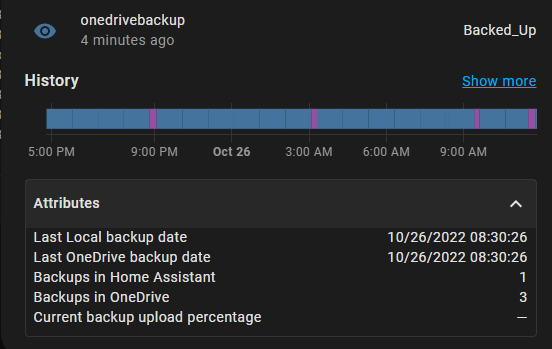 onedrivebackup
4 minutes ago
Backed_Up
History
Show more
5:00 PM 9:00 PM Oct 26 3:00 AM 6:00 AM 9:00 AM
Attributes
Last Local backup date 10/26/2022 08:30:26
Last OneDrive backup date 10/26/2022 08:30:26
Backups in Home Assistant 1
Backups in OneDrive 3
Current backup upload percentage —